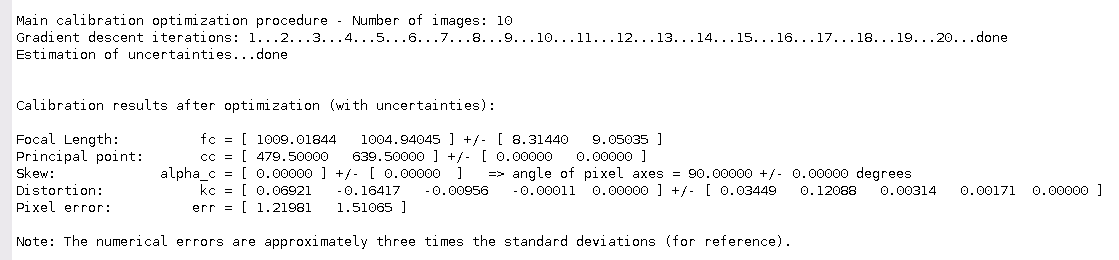 Main calibration optimization procedure - Number of images: 10
Gradient descent iterations: 1...2...3...4...5...6...7...8...9...10...11...12...13...14...15...16...17...18...19...20...done
Estimation of uncertainties...done
Calibration results after optimization (with uncertainties):
Focal Length: fc = [ 1009.01844 1004.94045 ] +/- [ 8.31440 9.05035 ]
Principal point: cc = [ 479.50000 639.50000 ] +/- [ 0.00000 0.00000 ]
Skew: alpha_c = [ 0.00000 ] +/- [ 0.00000 ] => angle of pixel axes = 90.00000 +/- 0.00000 degrees
Distortion: kc = [ 0.06921 -0.16417 -0.00956 -0.00011 0.00000 ] +/- [ 0.03449 0.12088 0.00314 0.00171 0.00000 ]
Pixel error: err = [ 1.21981 1.51065 ]
Note: The numerical errors are approximately three times the standard deviations (for reference).